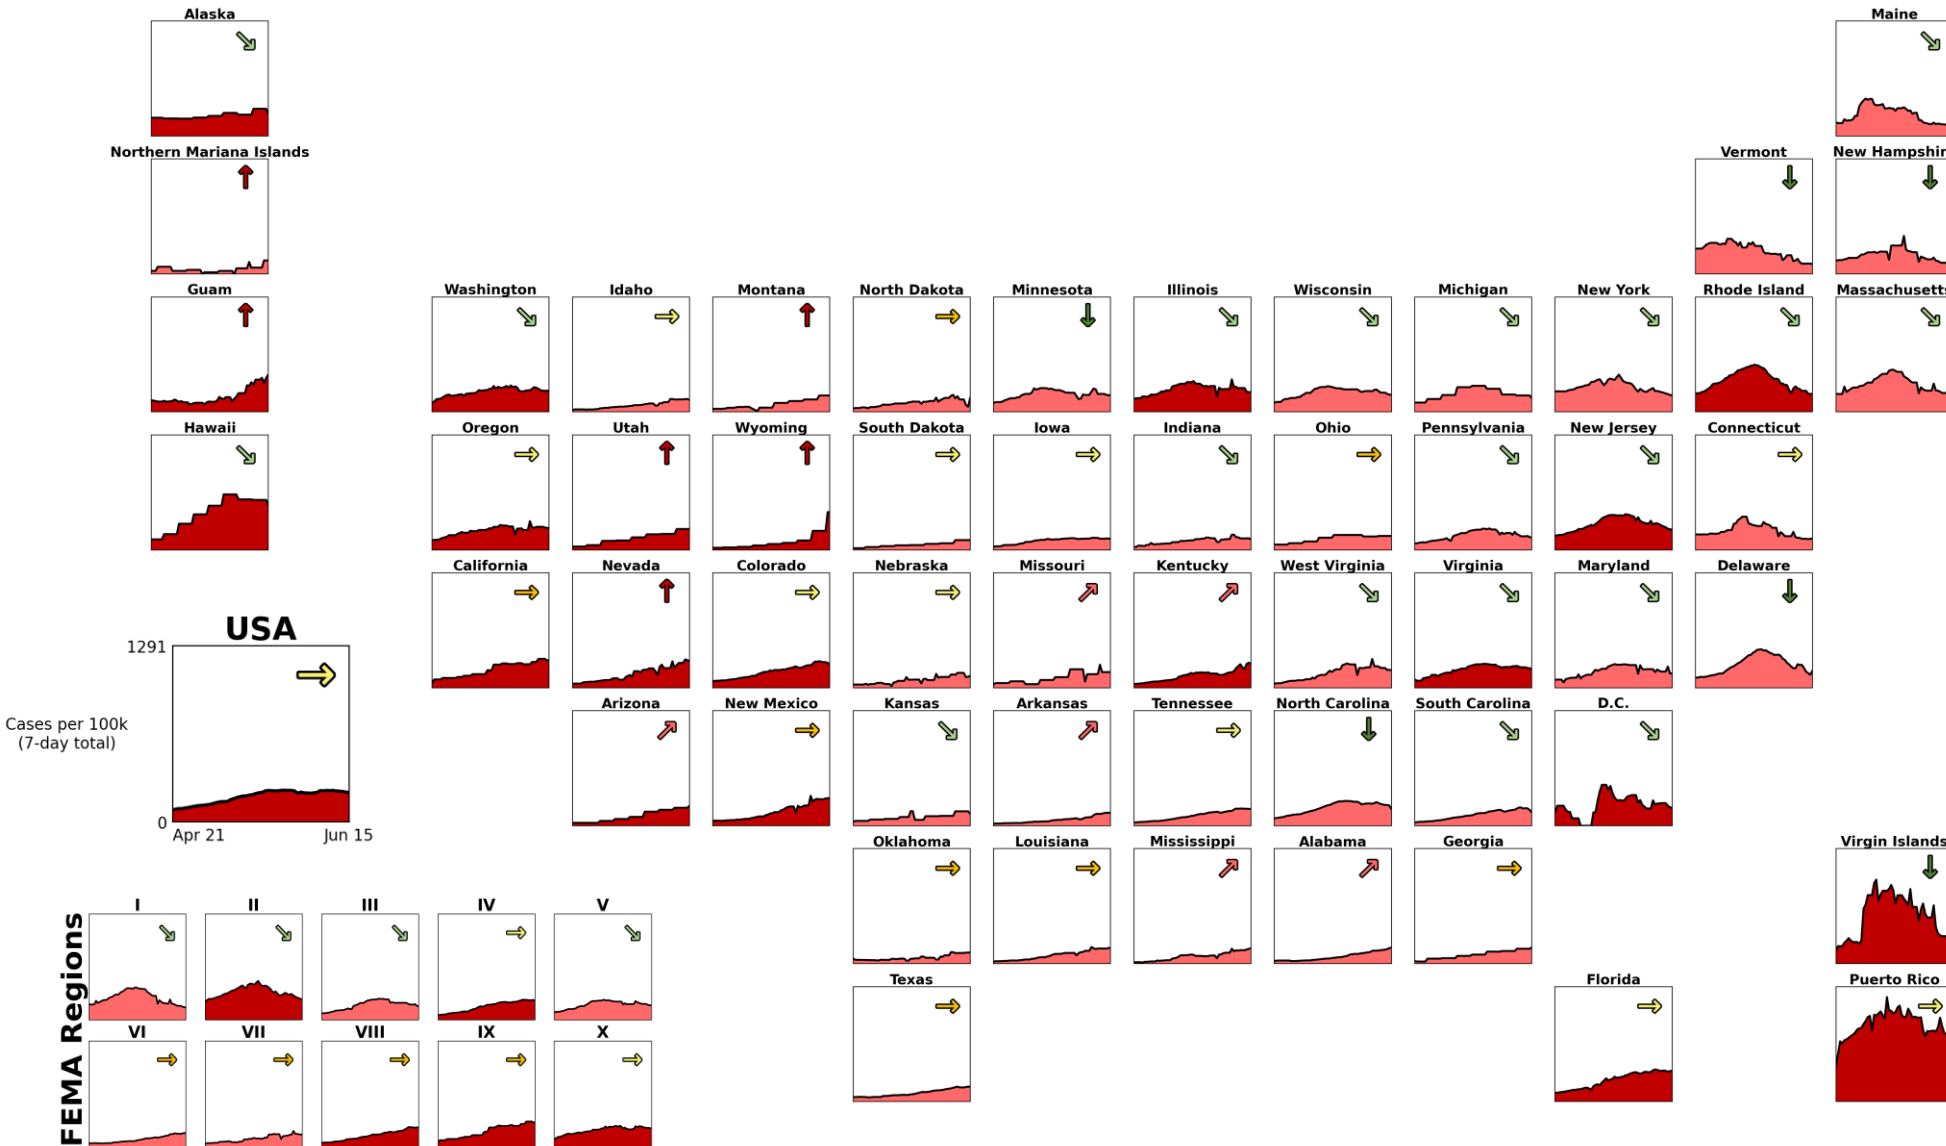 Alaska
Maine
Northern Mariana Islands
Vermont
New Hampshir
Guam
Washington
Idaho
Montana
North Dakota
Minnesota
Illinois
Wisconsin
Michigan
New York
Rhode Island
Massachusetts
Hawaii
Oregon
Utah
Wyoming
South Dakota
Iowa
Indiana
Ohio
Pennsylvania
New Jersey
Connecticut
California
Nevada
Colorado
Nebraska
Missouri
Kentucky
West Virginia
Virginia
Maryland
Delaware
USA
1291
Cases per 100k
(7-day total)
0
Apr 21
Jun 15
Arizona
New Mexico
Kansas
Arkansas
Tennessee
North Carolina
South Carolina
D.C.
Oklahoma
Louisiana
Mississippi
Alabama
Georgia
Virgin Islands
Texas
Florida
Puerto Rico
FEMA Regions
I
II
III
IV
V
VI
VII
VIII
IX
X